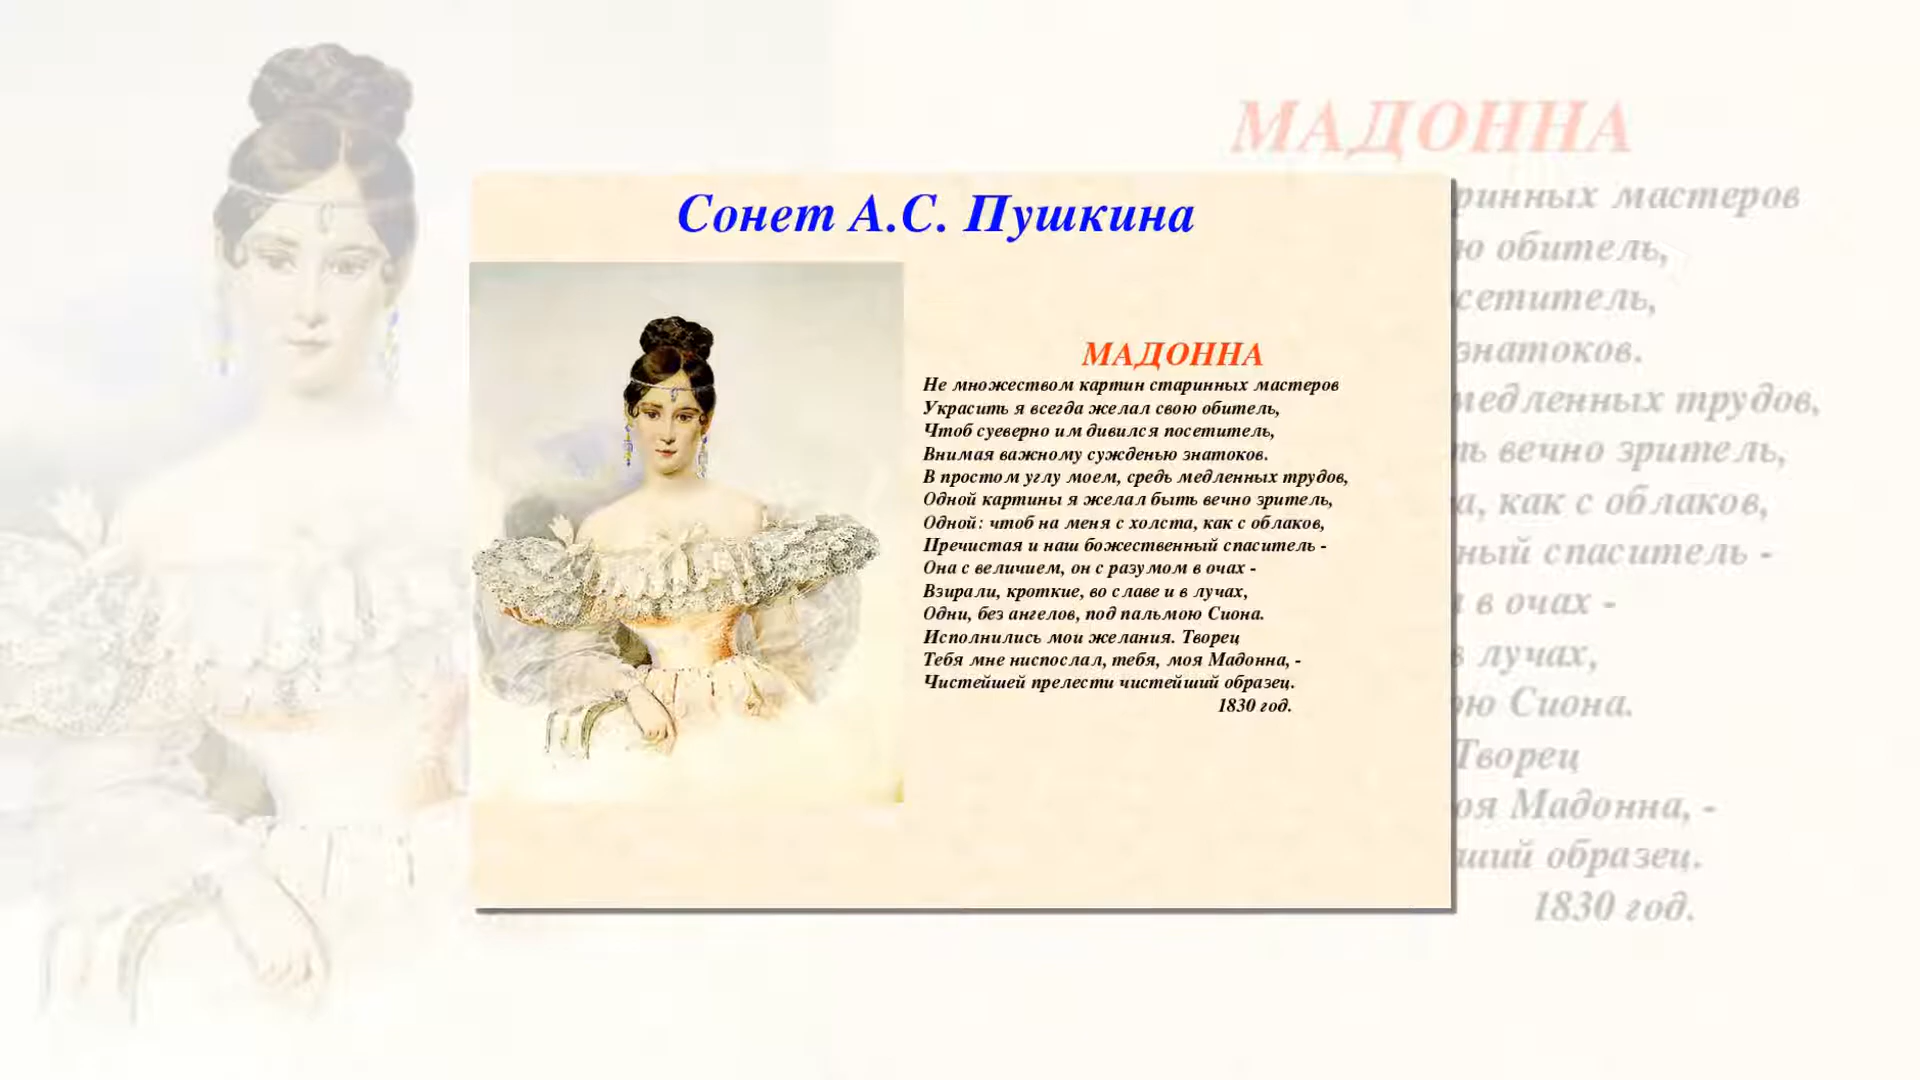 Сонет А.С. Пушкина
МАДОННА
Не множеством картин старинных мастеров
Украсить я всегда желал свою обитель,
Чтоб суеверно им дивился посетитель,
Внимая важному сужденью знатоков.
В простом углу моем, средь медленных трудов,
Одной картины я желал быть вечно зритель,
Одной: чтоб на меня с холста, как с облаков,
Пречистая и наш божественный спаситель -
Она с величием, он с разумом в очах -
Взирали, кроткие, во славе и в лучах,
Одни, без ангелов, под пальмою Сиона.
Исполнились мои желания. Творец
Тебя мне ниспослал, тебя, моя Мадонна, -
Чистейшей прелести чистейший образец.
1830 год.
МАДОННА
ринных мастеров
ю обитель,
сетитель,
знатоков.
медленных трудов,
ть вечно зритель,
а, как с облаков,
ный спаситель -
в очах -
в лучах,
ою Сиона.
Творец
оя Мадонна, -
ший образец.
1830 год.